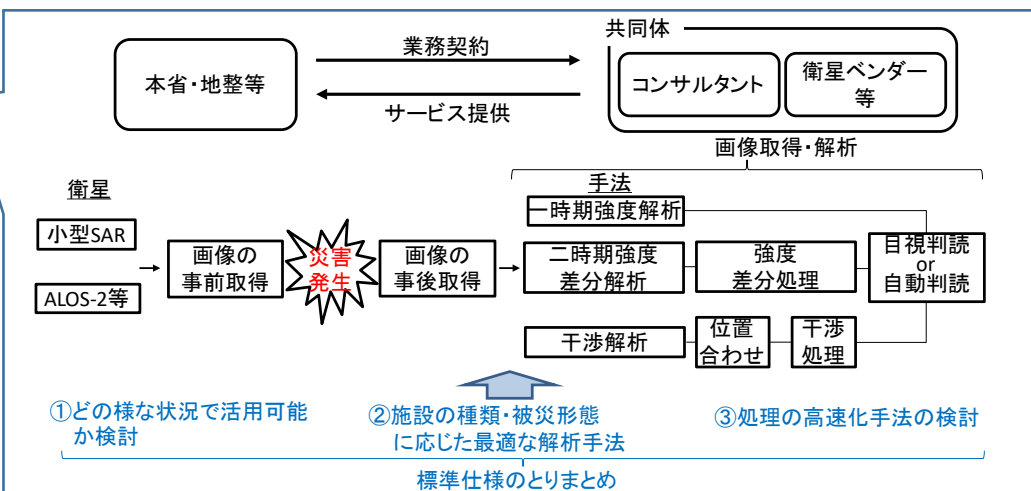 共同体
業務契約
本省・地整等
コンサルタント
衛星ベンダー
等
サービス提供
画像取得・解析
衛星
手法
一時期強度解析
小型SAR
画像の
事前取得
災害
発生
画像の
事後取得
二時期強度
差分解析
強度
差分処理
目視判読
or
自動判読
ALOS-2等
干渉解析
位置
合わせ
干渉
処理
①どの様な状況で活用可能
か検討
②施設の種類・被災形態
に応じた最適な解析手法
③処理の高速化手法の検討
標準仕様のとりまとめ